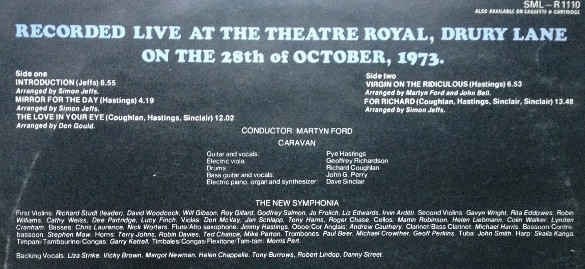 SML-R1110
ALSO AVAILABLE ON CASSETTE & CARTRIDGE
RECORDED LIVE AT THE THEATRE ROYAL, DRURY LANE
ON THE 28th of OCTOBER, 1973.
Side one
INTRODUCTION (Jeffs) 6.55
Arranged by Simon Jeffs.
MIRROR FOR THE DAY (Hastings) 4.19
Arranged by Simon Jeffs.
THE LOVE IN YOUR EYE (Coughlan, Hastings, Sinclair) 12.02
Arranged by Don Gould.
Side two
VIRGIN ON THE RIDICULOUS (Hastings) 6.53
Arranged by Martyn Ford and John Bell.
FOR RICHARD (Coughlan, Hastings, Sinclair, Sinclair) 13.48
Arranged by Simon Jeffs.
CONDUCTOR: MARTYN FORD
CARAVAN
Guitar and vocals: Pye Hastings
Electric viola: Geoffrey Richardson
Drums Richard Coughlan
Bass guitar and vocals: John G. Perry
Electric piano, organ and synthesizer: Dave Sinclair
THE NEW SYMPHONIA
First Violins: Richard Studt (leader), David Woodcock, Will Gibson, Roy Gillard, Godfrey Salmon, Jo Frolich, Liz Edwards, Irvin Arditti. Second Violins: Gavyn Wright, Rita Eddowes, Robin
Williams, Cathy Weiss, Dee Partridge, Lucy Finch. Violas: Don McVay, Jan Schlapp, Tony Harris, Roger Chase. Cellos: Martin Robinson, Helen Liebmann, Colin Walker, Lynden
Cranham. Basses: Chris Laurence, Nick Worters. Flute/Alto saxophone: Jimmy Hastings. Oboe/Cor Anglais: Andrew Cauthery. Clarinet/Bass Clarinet: Michael Harris. Bassoon/Contra-
bassoon: Stephen Maw. Horns: Terry Johns, Robin Davies, Ted Chance, Mike Perton. Trombones: Paul Beer, Michael Crowther, Geoff Perkins. Tuba: John Smith. Harp: Skaila Kanga.
Timpani/Tambourine/Congas: Garry Kettell. Timbales/Congas/Flexitone/Tam-tam: Morris Pert.
Backing Vocals: Liza Strike, Vicky Brown, Margot Newman, Helen Chappelle, Tony Burrows, Robert Lindop, Danny Street.